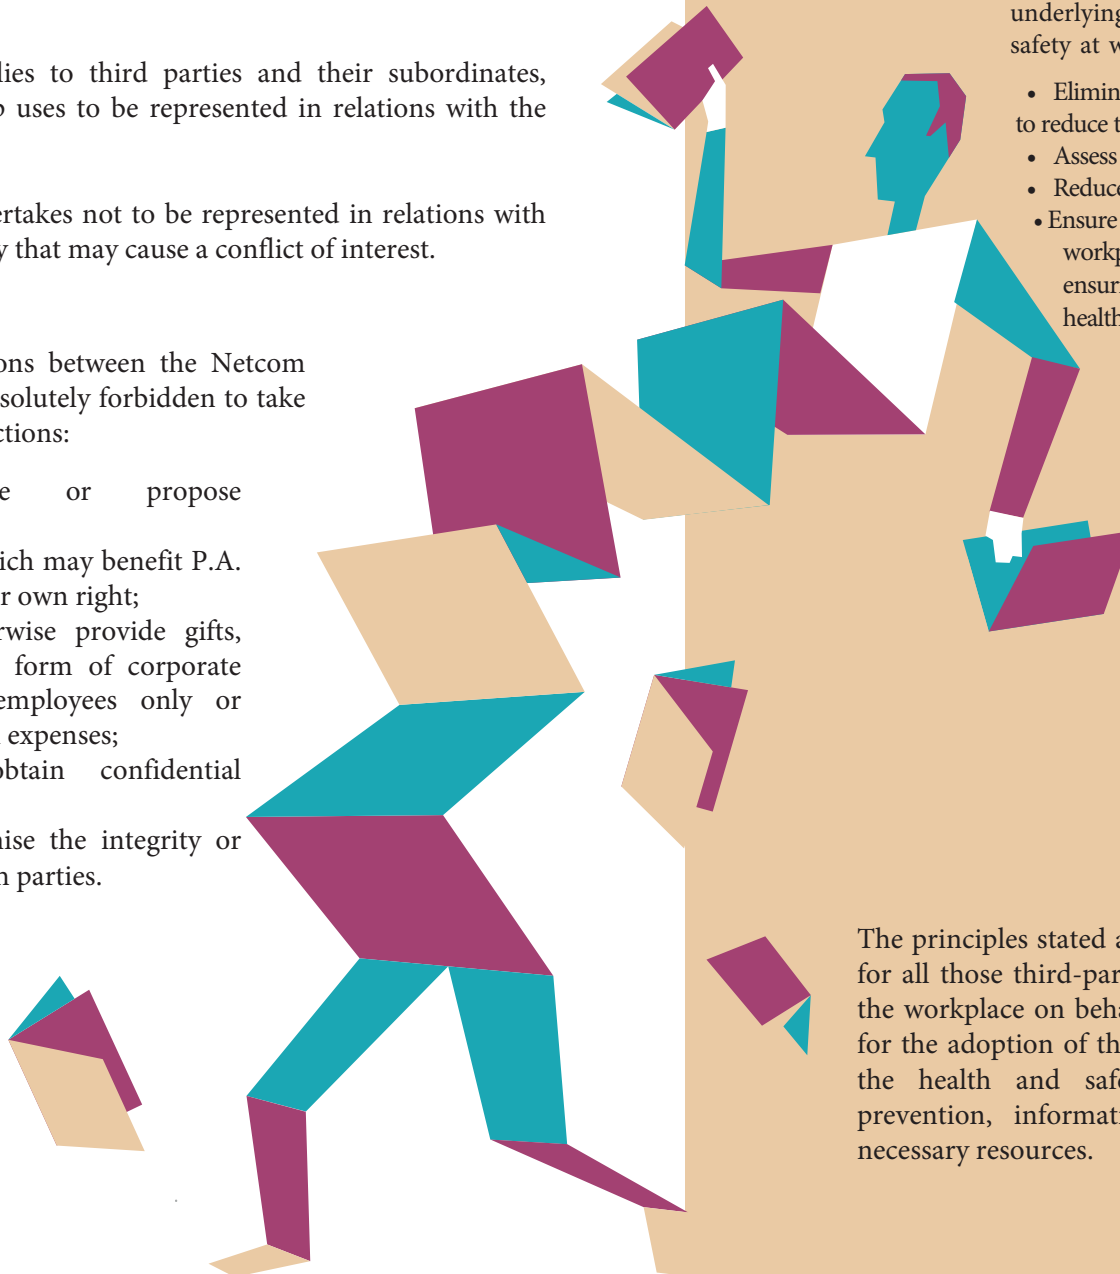 lies to third parties and their subordinates,
uses to be represented in relations with the
ertakes not to be represented in relations with
y that may cause a conflict of interest.
ons between the Netcom
solutely forbidden to take
ctions:
e or propose
ich may benefit P.A.
r own right;
rwise provide gifts,
form of corporate
employees only or
expenses;
obtain confidential
nise the integrity or
n parties.
underlying
safety at w
• Elimin
to reduce t
• Assess
• Reduce
• Ensure
workp
ensuri
health
The principles stated a
for all those third-par
the workplace on beha
for the adoption of th
the health and safe
prevention, informati
necessary resources.